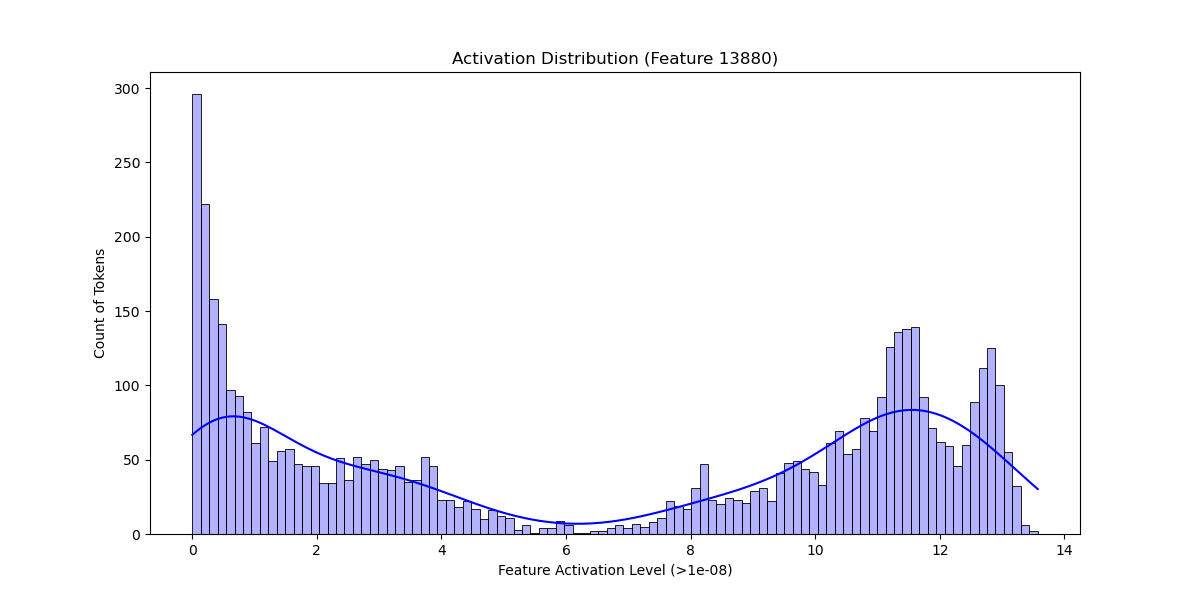 Activation Distribution (Feature 13880)
300
250
200
150
100
50
0
Count of Tokens
0 2 4 6 8 10 12 14
Feature Activation Level (>1e-08)